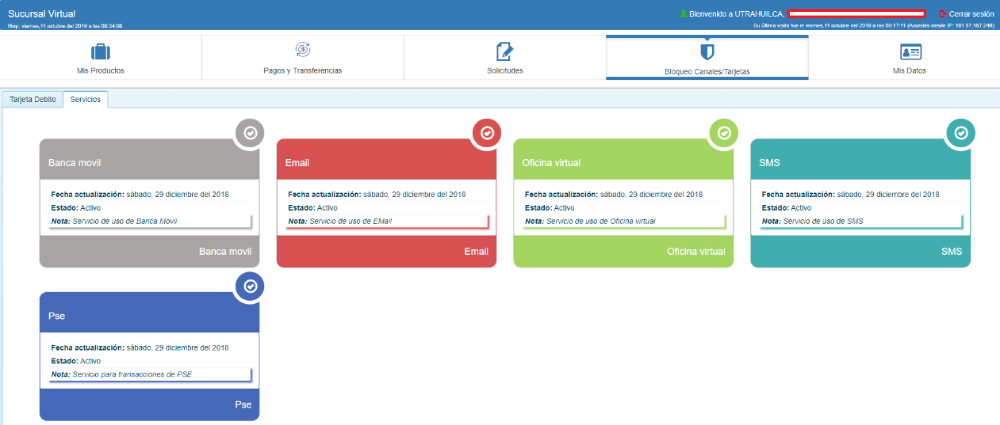 Sucursal Virtual
Bienvenido a UTRAHUILCA,
Cerrar sesión
Hoy: viernes,11 octubre del 2019 a las 08:34:08
Su última visita fue el viernes,11 octubre del 2019 a las 08:17:11 (Accedes desde IP: 181.57.167.246)
Mis Productos
Pagos y Transferencias
Solicitudes
Bloqueo Canales/Tarjetas
Mis Datos
Tarjeta Debito
Servicios
Banca movil
Fecha actualización: sábado, 29 diciembre del 2018
Estado: Activo
Nota: Servicio de uso de Banca Movil
Banca movil
Email
Fecha actualización: sábado, 29 diciembre del 2018
Estado: Activo
Nota: Servicio de uso de EMail
Email
Oficina virtual
Fecha actualización: sábado, 29 diciembre del 2018
Estado: Activo
Nota: Servicio de uso de Oficina virtual
Oficina virtual
SMS
Fecha actualización: sábado, 29 diciembre del 2018
Estado: Activo
Nota: Servicio de uso de SMS
SMS
Pse
Fecha actualización: sábado, 29 diciembre del 2018
Estado: Activo
Nota: Servicio para transacciones de PSE
Pse